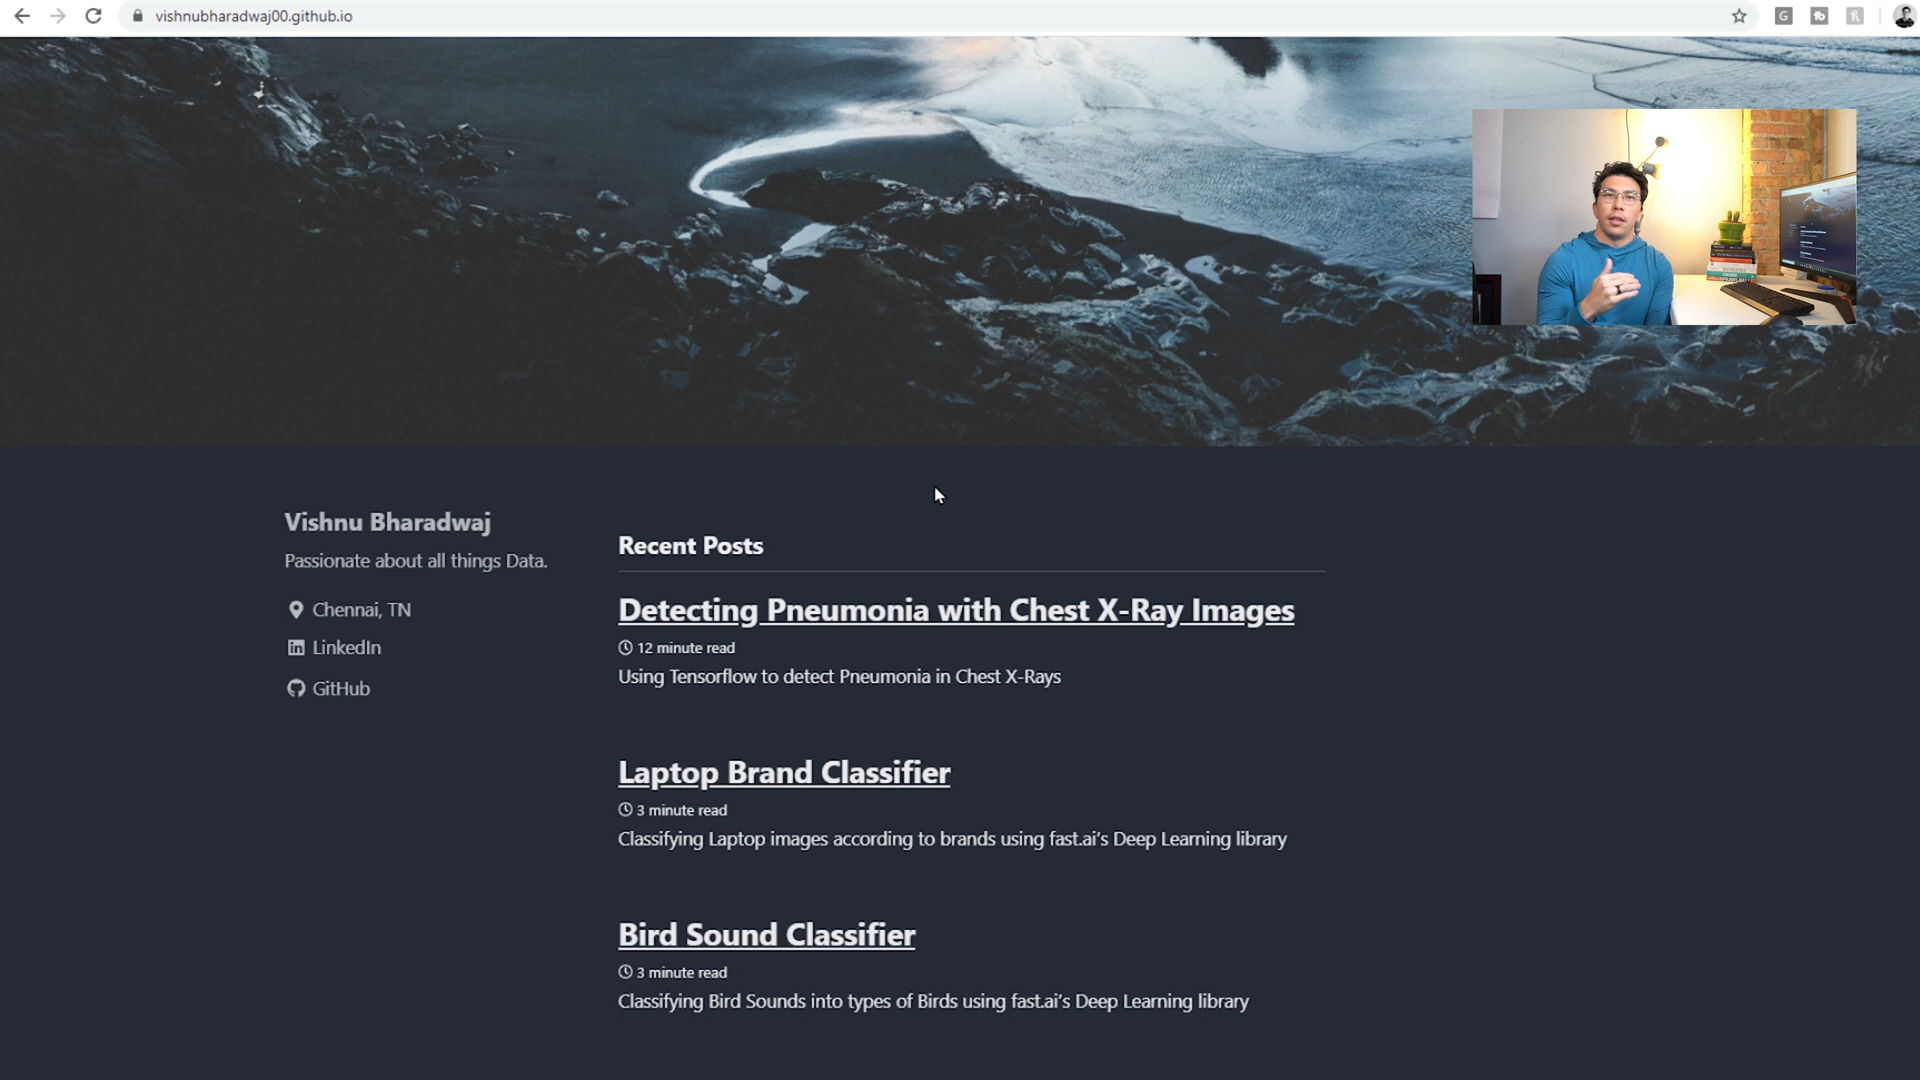 vishnubharadwaj00.github.io
Vishnu Bharadwaj
Passionate about all things Data.
Chennai, TN
LinkedIn
GitHub
Recent Posts
Detecting Pneumonia with Chest X-Ray Images
12 minute read
Using Tensorflow to detect Pneumonia in Chest X-Rays
Laptop Brand Classifier
3 minute read
Classifying Laptop images according to brands using fast.ai's Deep Learning library
Bird Sound Classifier
3 minute read
Classifying Bird Sounds into types of Birds using fast.ai's Deep Learning library